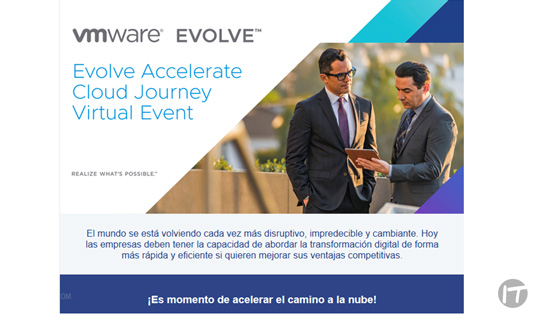 vmware® EVOLVE™
Evolve Accelerate
Cloud Journey
Virtual Event
REALIZE WHAT'S POSSIBLE.™
El mundo se está volviendo cada vez más disruptivo, impredecible y cambiante. Hoy
las empresas deben tener la capacidad de abordar la transformación digital de forma
más rápida y eficiente si quieren mejorar sus ventajas competitivas.
OM
¡Es momento de acelerar el camino a la nube!
IT